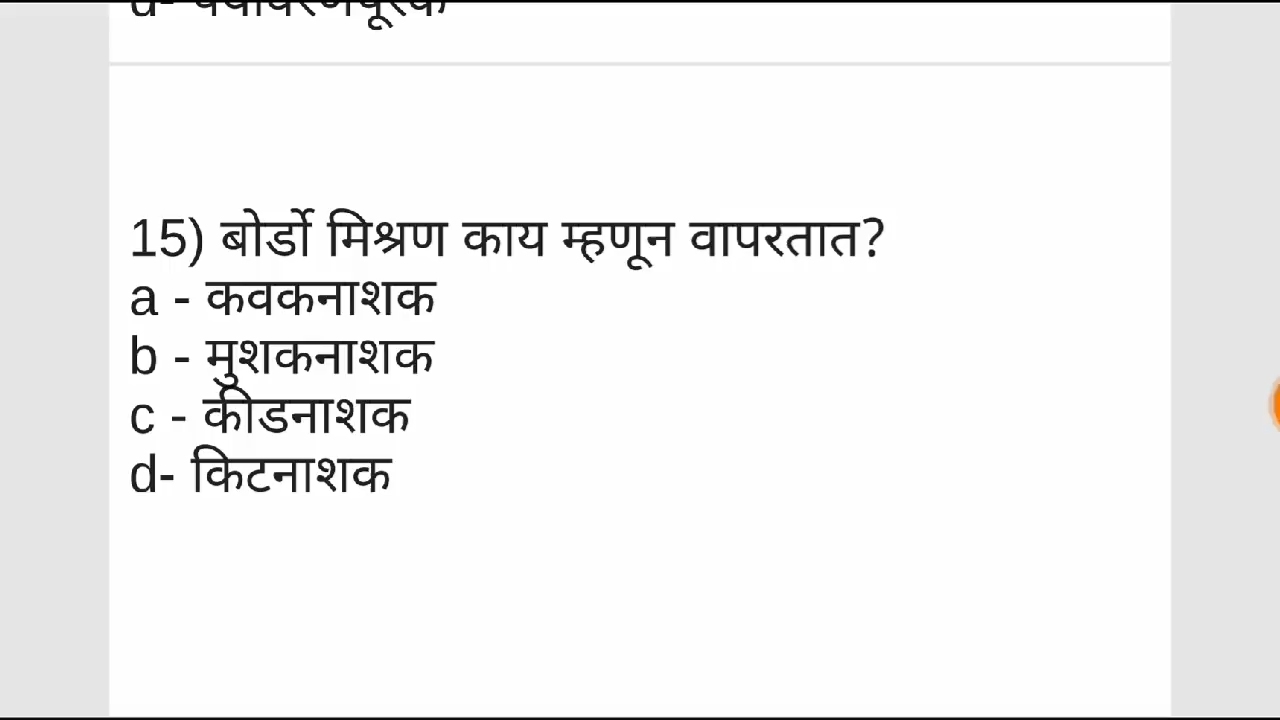 15) बोर्डो मिश्रण काय म्हणून वापरतात?
a - कवकनाशक
b - मुशकनाशक
c - कीडनाशक
d- किटनाशक